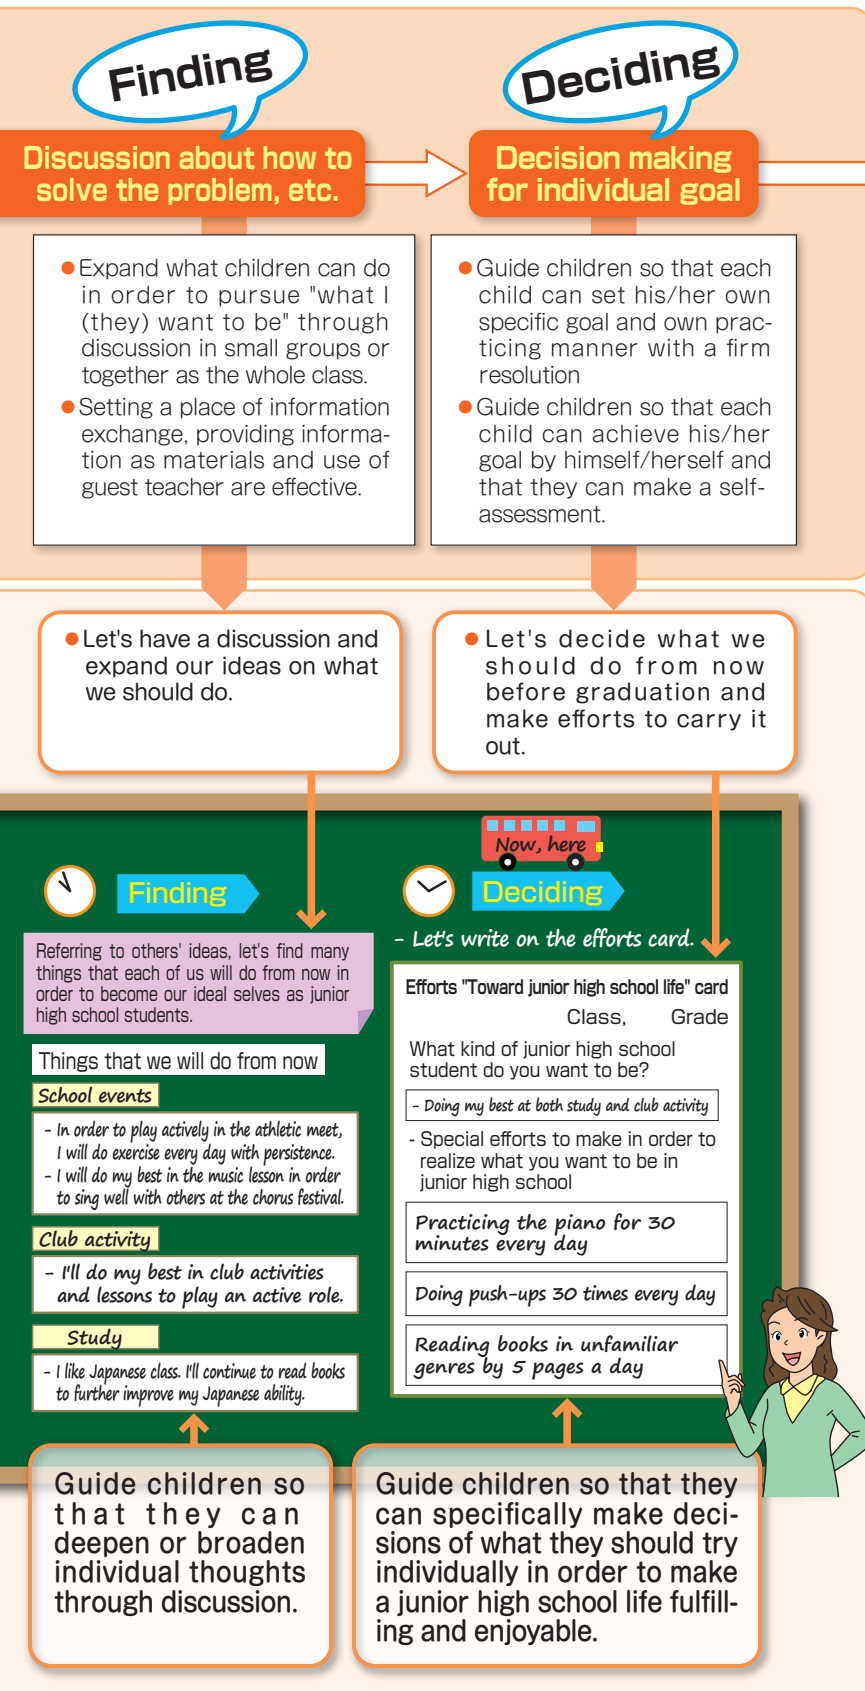 Finding
Discussion about how to
solve the problem, etc.
●Expand what children can do
in order to pursue "what I
(they) want to be" through
discussion in small groups or
together as the whole class.
●Setting a place of information
exchange, providing informa-
tion as materials and use of
guest teacher are effective.
Deciding
Decision making
for individual goal
●Guide children so that each
child can set his/her own
specific goal and own prac-
ticing manner with a firm
resolution
●Guide children so that each
child can achieve his/her
goal by himself/herself and
that they can make a self-
assessment.
●Let's have a discussion and
expand our ideas on what
we should do.
●Let's decide what we
should do from now
before graduation and
make efforts to carry it
out.
Finding
Referring to others' ideas, let's find many
things that each of us will do from now in
order to become our ideal selves as junior
high school students.
Things that we will do from now
School events
- In order to play actively in the athletic meet,
I will do exercise every day with persistence.
- I will do my best in the music lesson in order
to sing well with others at the chorus festival.
Club activity
- I'll do my best in club activities
and lessons to play an active role.
Study
- I like Japanese class. I'll continue to read books
to further improve my Japanese ability.
Now, here
Deciding
- Let's write on the efforts card.
Efforts "Toward junior high school life" card
Class, Grade
What kind of junior high school
student do you want to be?
- Doing my best at both study and club activity
- Special efforts to make in order to
realize what you want to be in
junior high school
Practicing the piano for 30
minutes every day
Doing push-ups 30 times every day
Reading books in unfamiliar
genres by 5 pages a day
Guide children so
that they can
deepen or broaden
individual thoughts
through discussion.
Guide children so that they
can specifically make deci-
sions of what they should try
individually in order to make
a junior high school life fulfill-
ing and enjoyable.